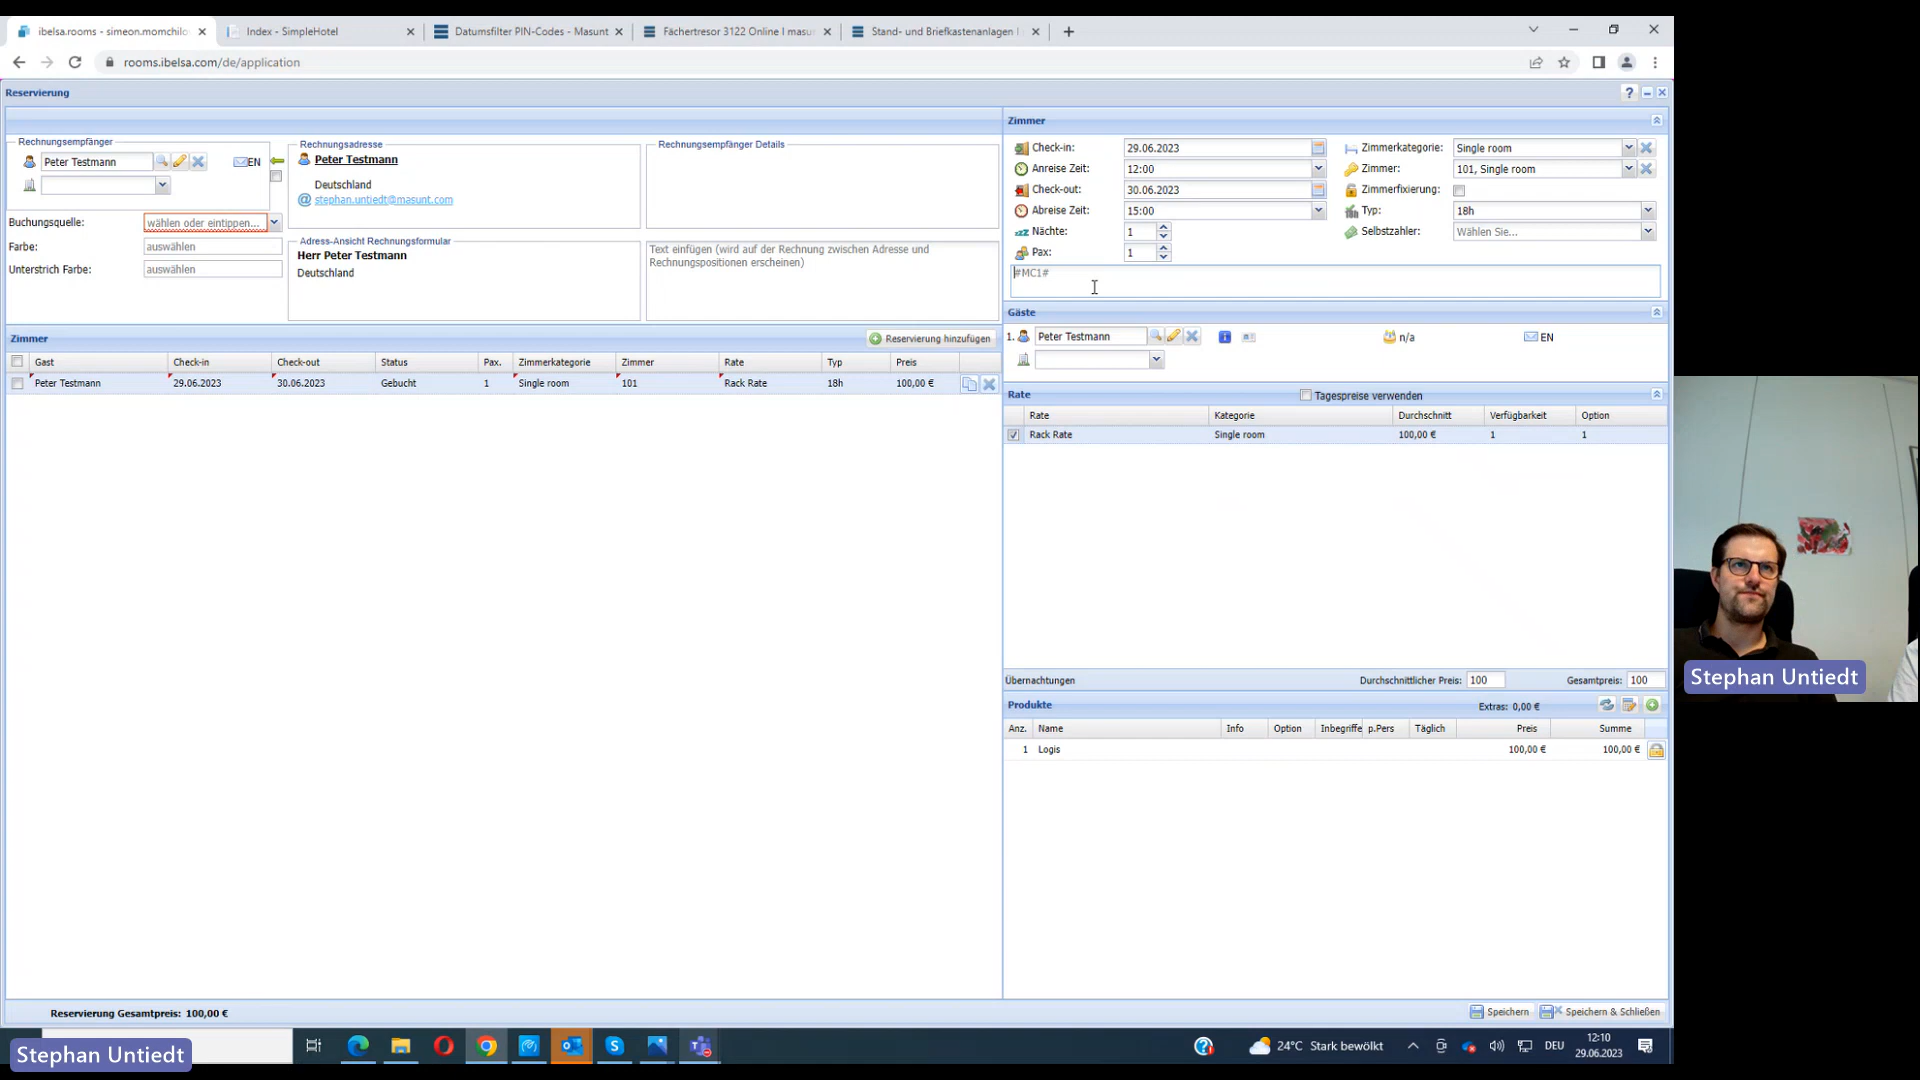 ibelsa.rooms - simeon.momchilo
Index - SimpleHotel
Datumsfilter PIN-Codes - Masunt
Fächertresor 3122 Online I masun
Stand- und Briefkastenanlagen I
rooms.ibelsa.com/de/application
Reservierung
Rechnungsempfänger
Peter Testmann
EN
Buchungsquelle:
wählen oder eintippen...
Farbe:
auswählen
Unterstrich Farbe:
auswählen
Rechnungsadresse
Peter Testmann
Deutschland
stephan.untiedt@masunt.com
Adress-Ansicht Rechnungsformular
Herr Peter Testmann
Deutschland
Rechnungsempfänger Details
Text einfügen (wird auf der Rechnung zwischen Adresse und
Rechnungspositionen erscheinen)
Zimmer
Reservierung hinzufügen
Gast Check-in Check-out Status Pax. Zimmerkategorie Zimmer Rate Typ Preis
Peter Testmann 29.06.2023 30.06.2023 Gebucht 1 Single room 101 Rack Rate 18h 100,00 €
Zimmer
Check-in: 29.06.2023 Zimmerkategorie: Single room
Anreise Zeit: 12:00 Zimmer: 101, Single room
Check-out: 30.06.2023 Zimmerfixierung:
Abreise Zeit: 15:00 Typ: 18h
zzZ Nächte: 1 Selbstzahler: Wählen Sie...
Pax: 1
#MC1#
Gäste
1. Peter Testmann n/a EN
Rate Tagespreise verwenden
Rate Kategorie Durchschnitt Verfügbarkeit Option
Rack Rate Single room 100,00 € 1 1
Übernachtungen Durchschnittlicher Preis: 100 Gesamtpreis: 100
Produkte Extras: 0,00 €
Anz. Name Info Option Inbegriffe p.Pers Täglich Preis Summe
1 Logis 100,00 € 100,00 €
Reservierung Gesamtpreis: 100,00 €
Speichern Speichern & Schließen
24°C Stark bewölkt
DEU
12:10
29.06.2023
Stephan Untiedt
Stephan Untiedt